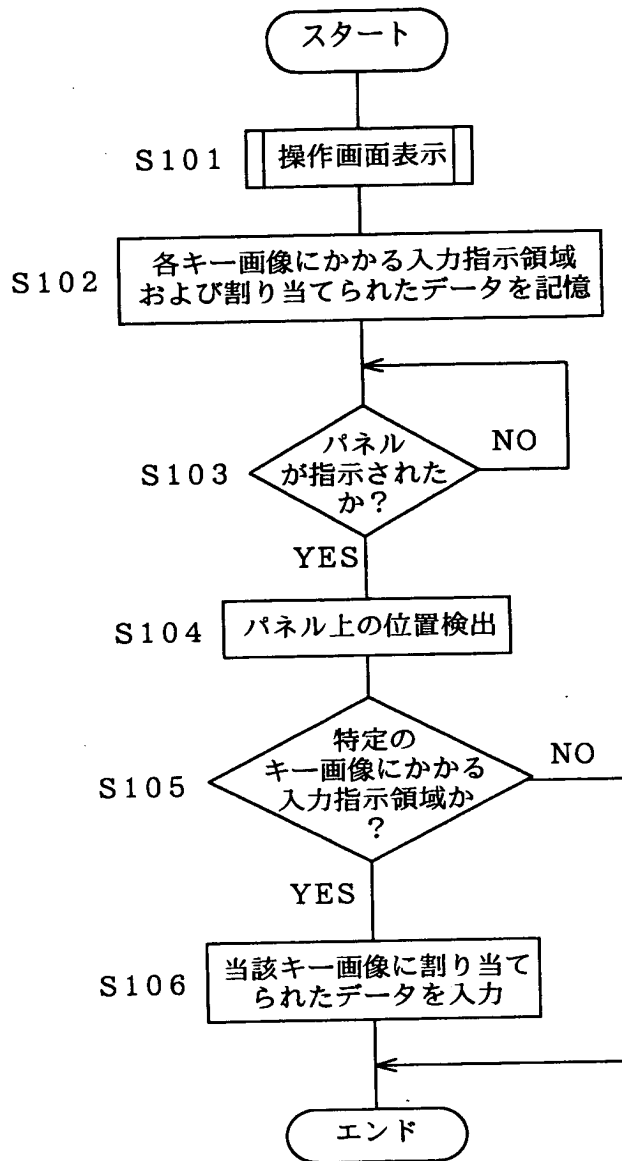 スタート
S101
操作画面表示
S102
各キー画像にかかる入力指示領域
および割り当てられたデータを記憶
S103
パネル
が指示された
か?
NO
YES
S104
パネル上の位置検出
S105
特定の
キー画像にかかる
入力指示領域か
?
NO
YES
S106
当該キー画像に割り当て
られたデータを入力
エンド